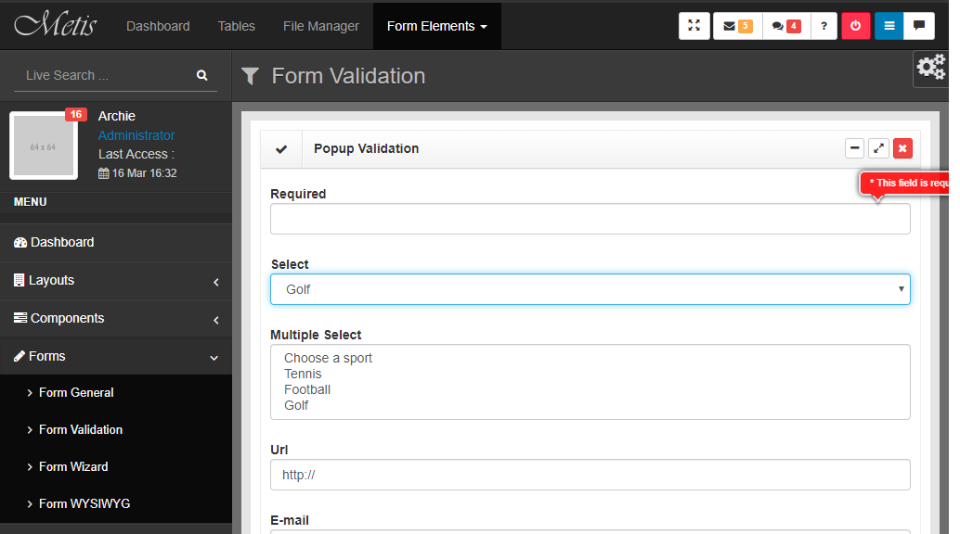 Metis Dashboard Tables File Manager Form Elements 5 4 ?
Live Search ...
Form Validation
64 x 64
16
Archie
Administrator
Last Access :
16 Mar 16:32
MENU
Dashboard
Layouts
Components
Forms
Form General
Form Validation
Form Wizard
Form WYSIWYG
Popup Validation
* This field is requ
Required
Select
Golf
Multiple Select
Choose a sport
Tennis
Football
Golf
Url
http://
E-mail